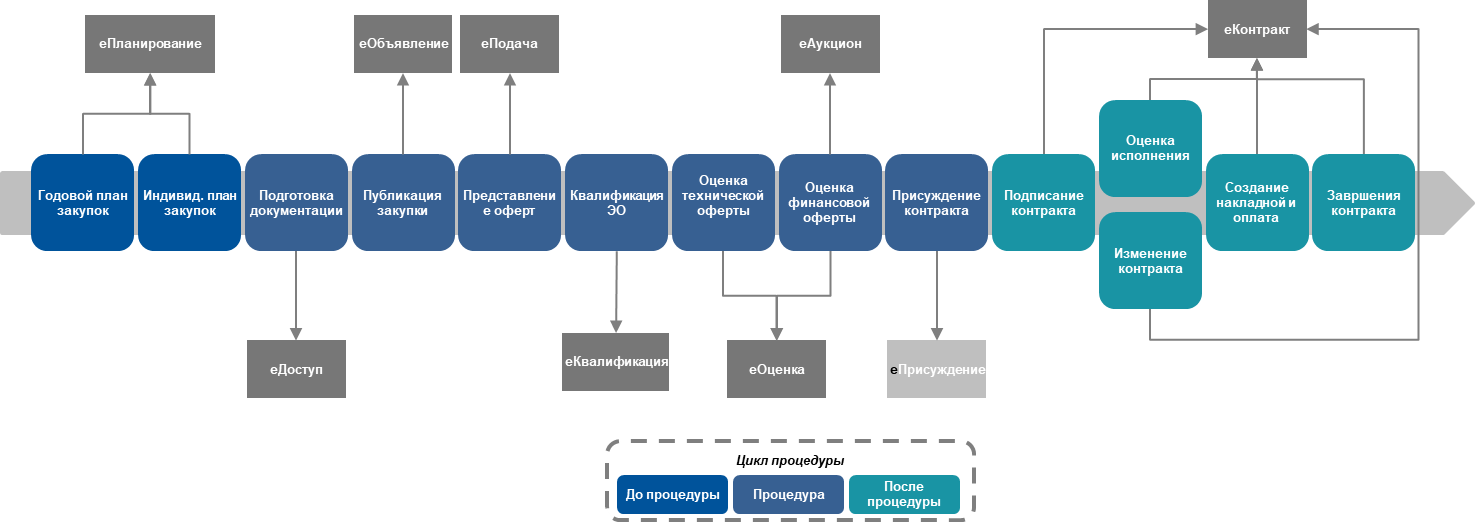 еПланирование
еОбъявление
еПодача
еАукцион
еКонтракт
Годовой план
закупок
Индивид. план
закупок
Подготовка
документации
Публикация
закупки
Представлени
е оферт
Квалификация
ЭО
Оценка
технической
оферты
Оценка
финансовой
оферты
Присуждение
контракта
Подписание
контракта
Оценка
исполнения
Изменение
контракта
Создание
накладной и
оплата
Завршения
контракта
еДоступ
еКвалификация
еОценка
еПрисуждение
Цикл процедуры
До процедуры
Процедура
После
процедуры